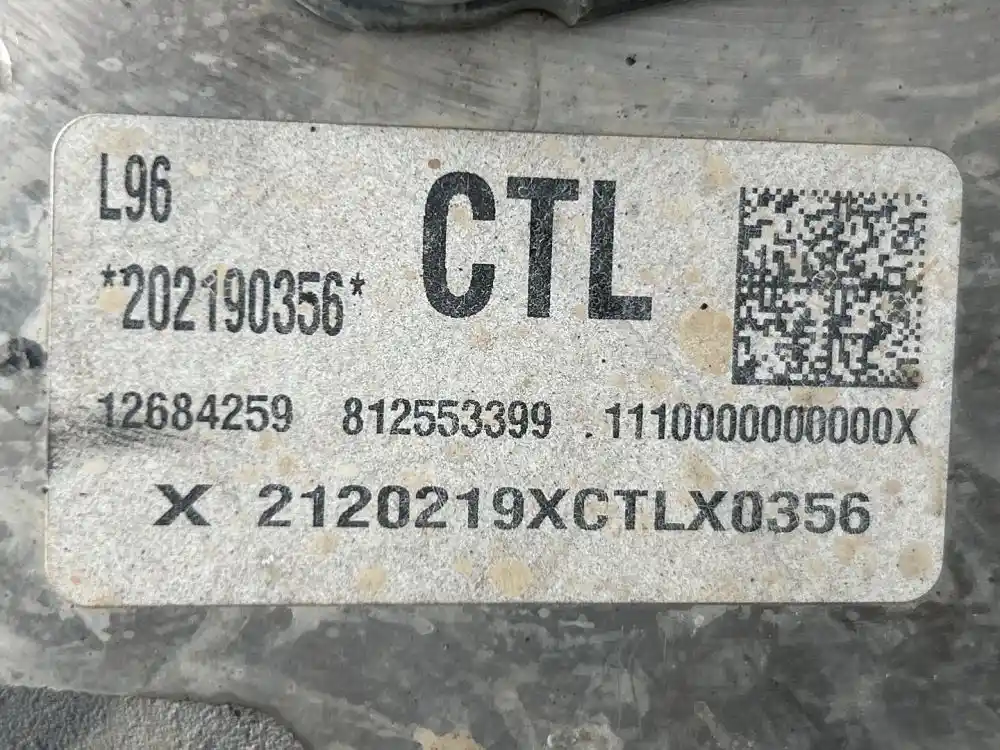 L96
CTL
*202190356*
12684259 812553399 1110000000000X
X 2120219XCTLX0356